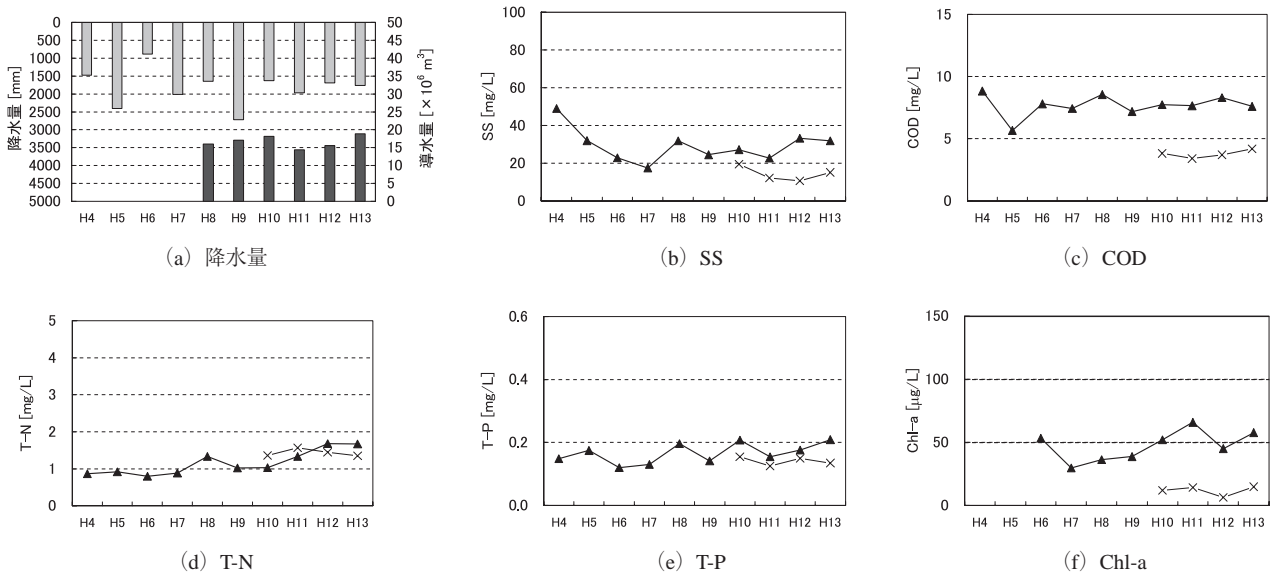 0
500
1000
1500
2000
2500
3000
3500
4000
4500
5000
降水量 [mm]
50
45
40
35
30
25
20
15
10
5
0
導水量 [×10⁶ m³]
H4 H5 H6 H7 H8 H9 H10 H11 H12 H13
(a) 降水量
100
80
60
40
20
0
SS [mg/L]
H4 H5 H6 H7 H8 H9 H10 H11 H12 H13
(b) SS
15
10
5
0
COD [mg/L]
H4 H5 H6 H7 H8 H9 H10 H11 H12 H13
(c) COD
5
4
3
2
1
0
T-N [mg/L]
H4 H5 H6 H7 H8 H9 H10 H11 H12 H13
(d) T-N
0.6
0.4
0.2
0.0
T-P [mg/L]
H4 H5 H6 H7 H8 H9 H10 H11 H12 H13
(e) T-P
150
100
50
0
Chl-a [μg/L]
H4 H5 H6 H7 H8 H9 H10 H11 H12 H13
(f) Chl-a